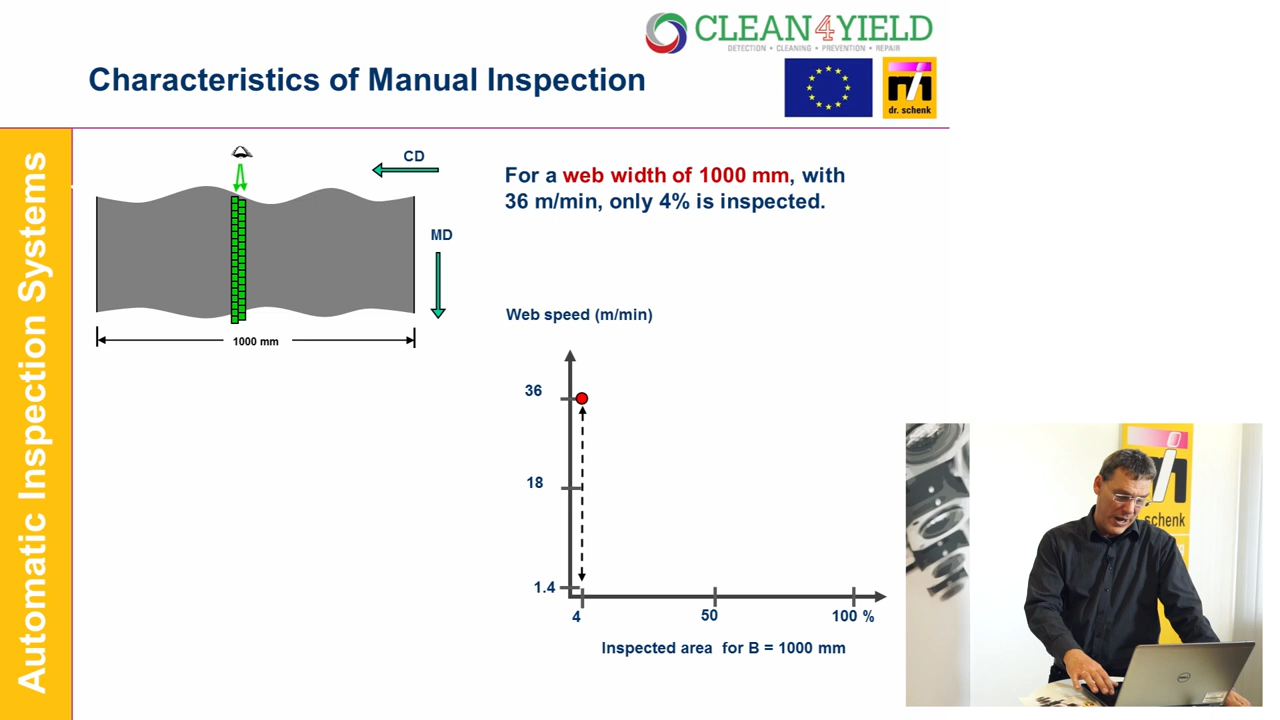 CLEAN4YIELD
DETECTION • CLEANING • PREVENTION • REPAIR
Characteristics of Manual Inspection
dr. schenk
Automatic Inspection Systems
CD
MD
1000 mm
For a web width of 1000 mm, with
36 m/min, only 4% is inspected.
Web speed (m/min)
36
18
1.4
4
50
100 %
Inspected area for B = 1000 mm
schenk
DELL